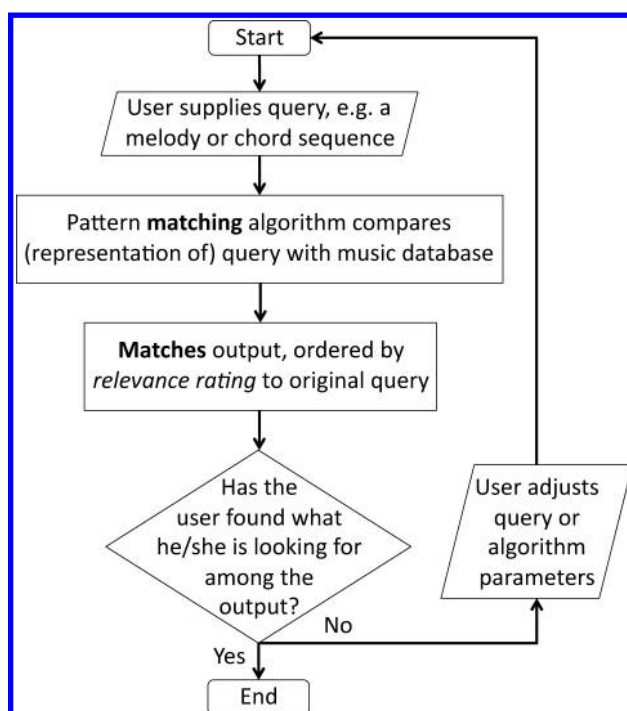 Start
User supplies query, e.g. a
melody or chord sequence
Pattern matching algorithm compares
(representation of) query with music database
Matches output, ordered by
relevance rating to original query
Has the
user found what
he/she is looking for
among the
output?
User adjusts
query or
algorithm
parameters
No
Yes
End